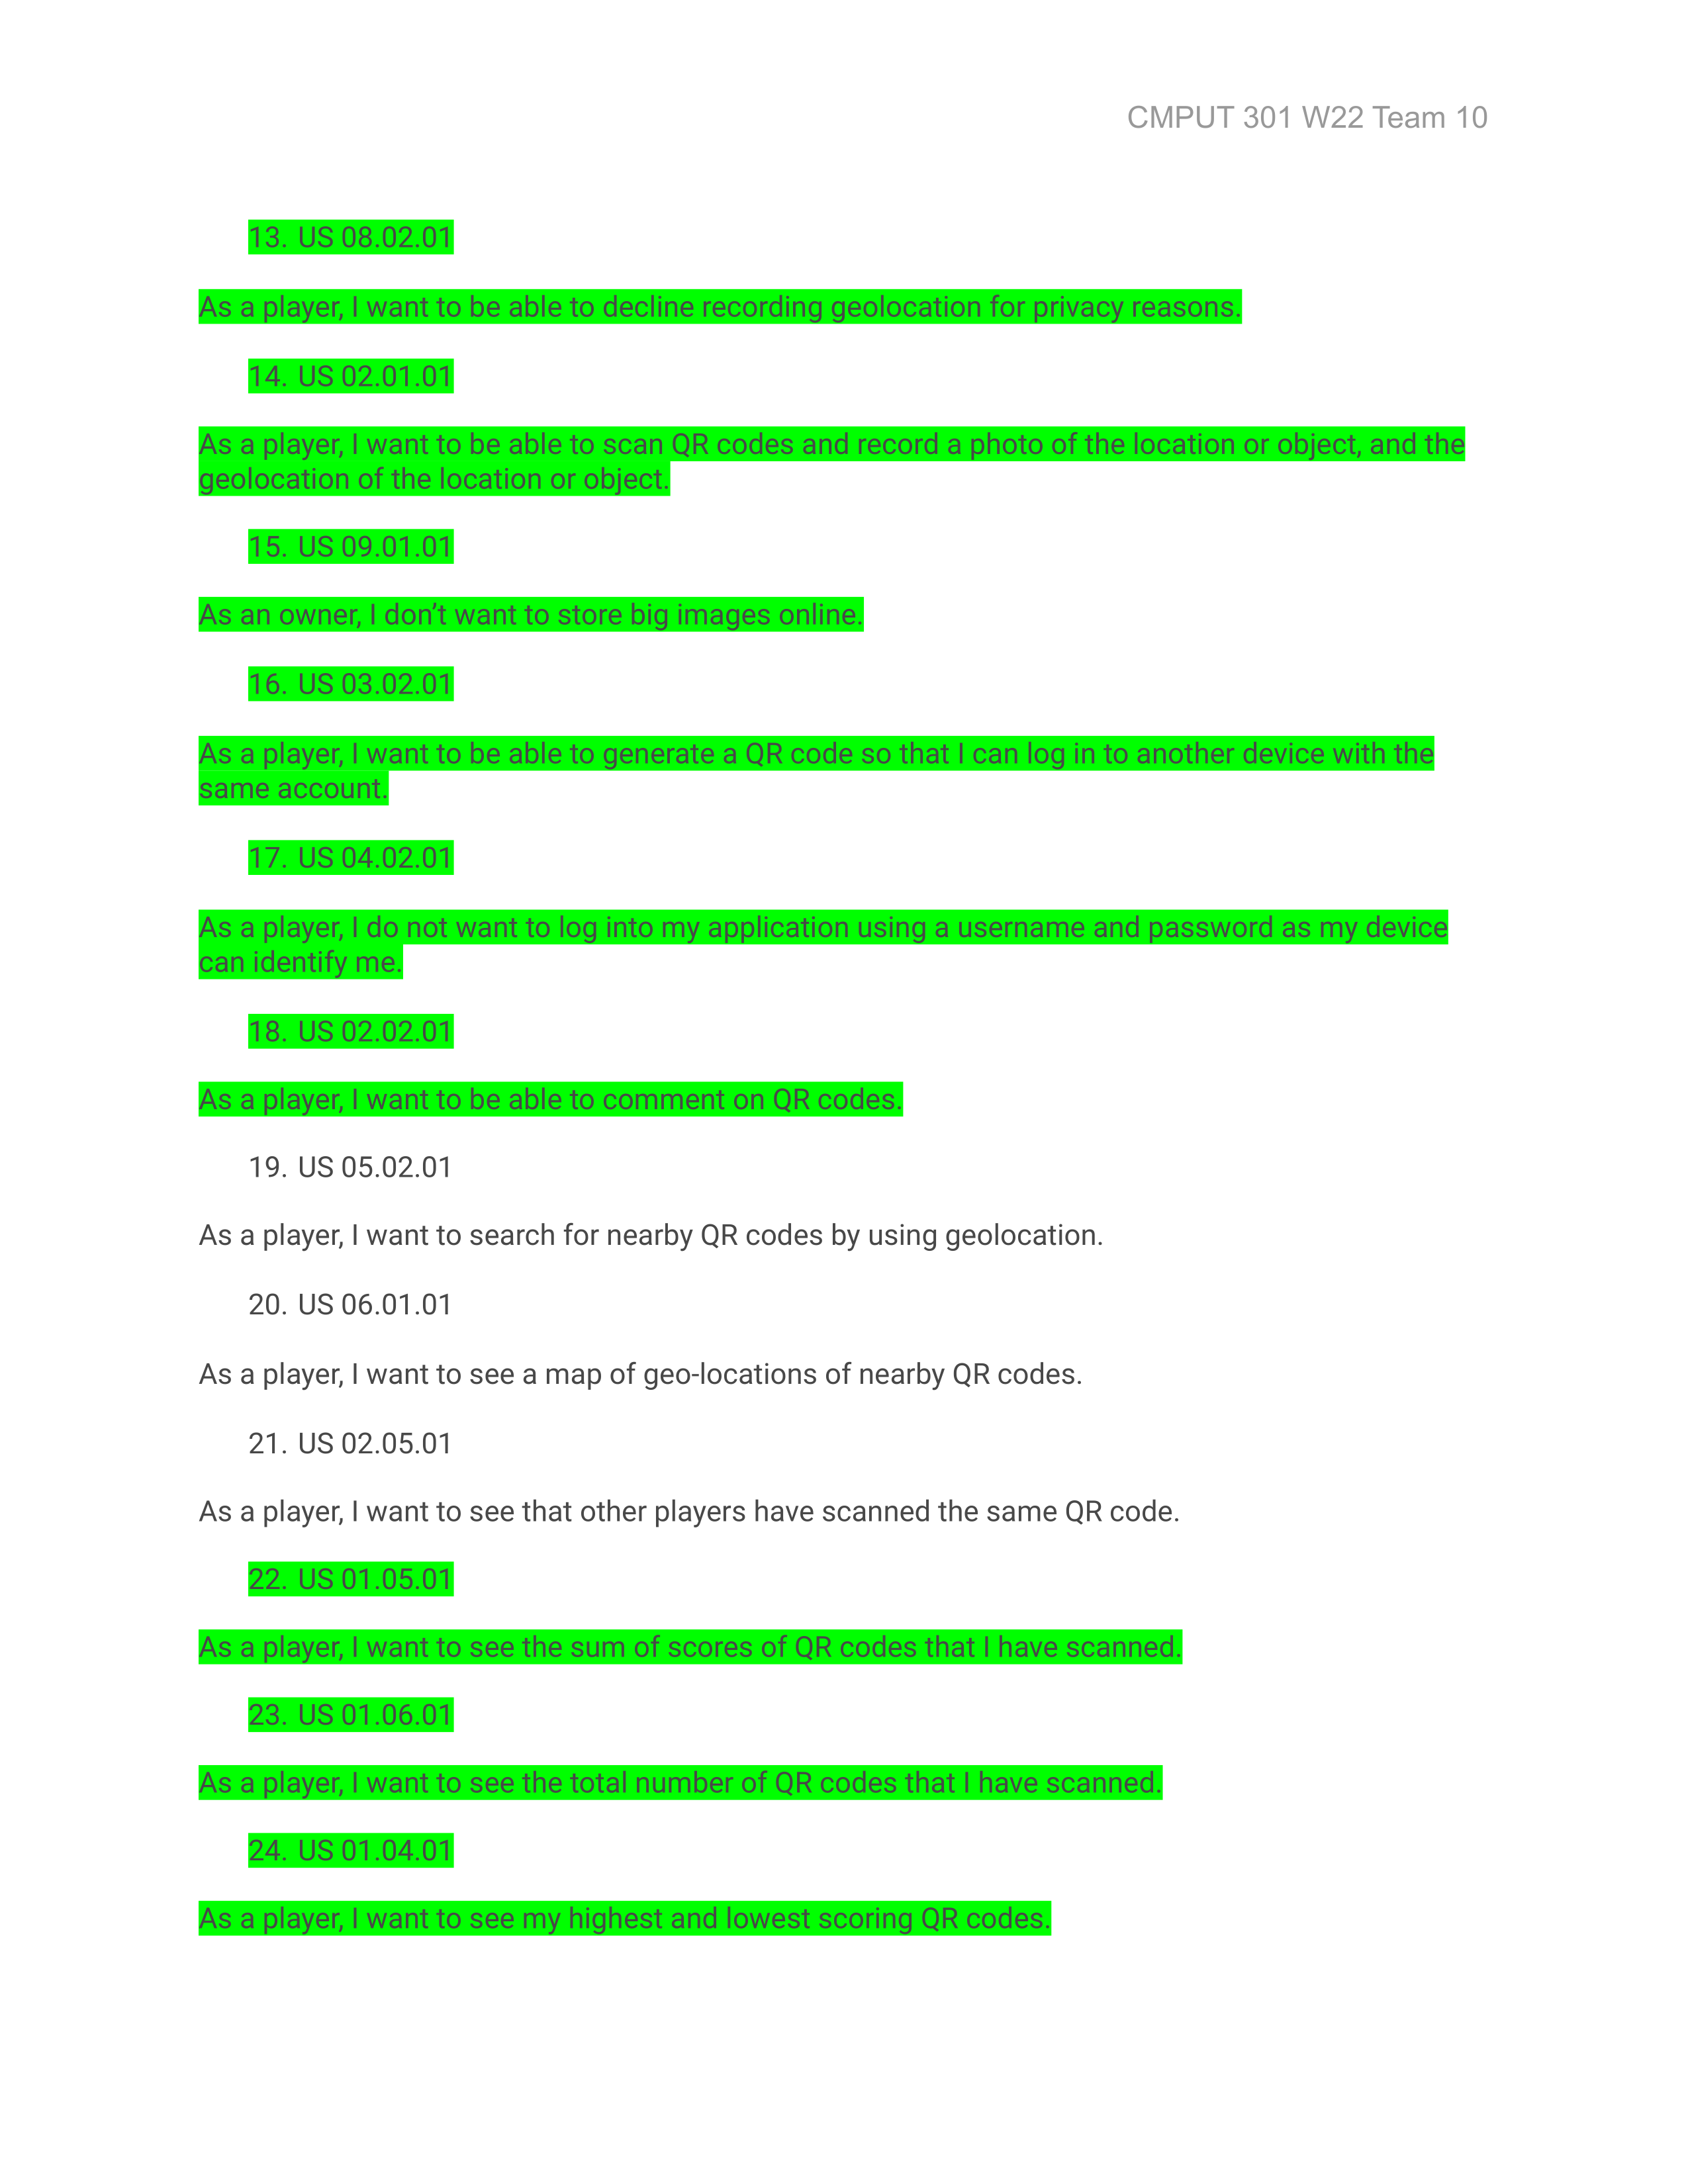 CMPUT 301 W22 Team 10
13. US 08.02.01
As a player, I want to be able to decline recording geolocation for privacy reasons.
14. US 02.01.01
As a player, I want to be able to scan QR codes and record a photo of the location or object, and the
geolocation of the location or object.
15. US 09.01.01
As an owner, I don’t want to store big images online.
16. US 03.02.01
As a player, I want to be able to generate a QR code so that I can log in to another device with the
same account.
17. US 04.02.01
As a player, I do not want to log into my application using a username and password as my device
can identify me.
18. US 02.02.01
As a player, I want to be able to comment on QR codes.
19. US 05.02.01
As a player, I want to search for nearby QR codes by using geolocation.
20. US 06.01.01
As a player, I want to see a map of geo-locations of nearby QR codes.
21. US 02.05.01
As a player, I want to see that other players have scanned the same QR code.
22. US 01.05.01
As a player, I want to see the sum of scores of QR codes that I have scanned.
23. US 01.06.01
As a player, I want to see the total number of QR codes that I have scanned.
24. US 01.04.01
As a player, I want to see my highest and lowest scoring QR codes.